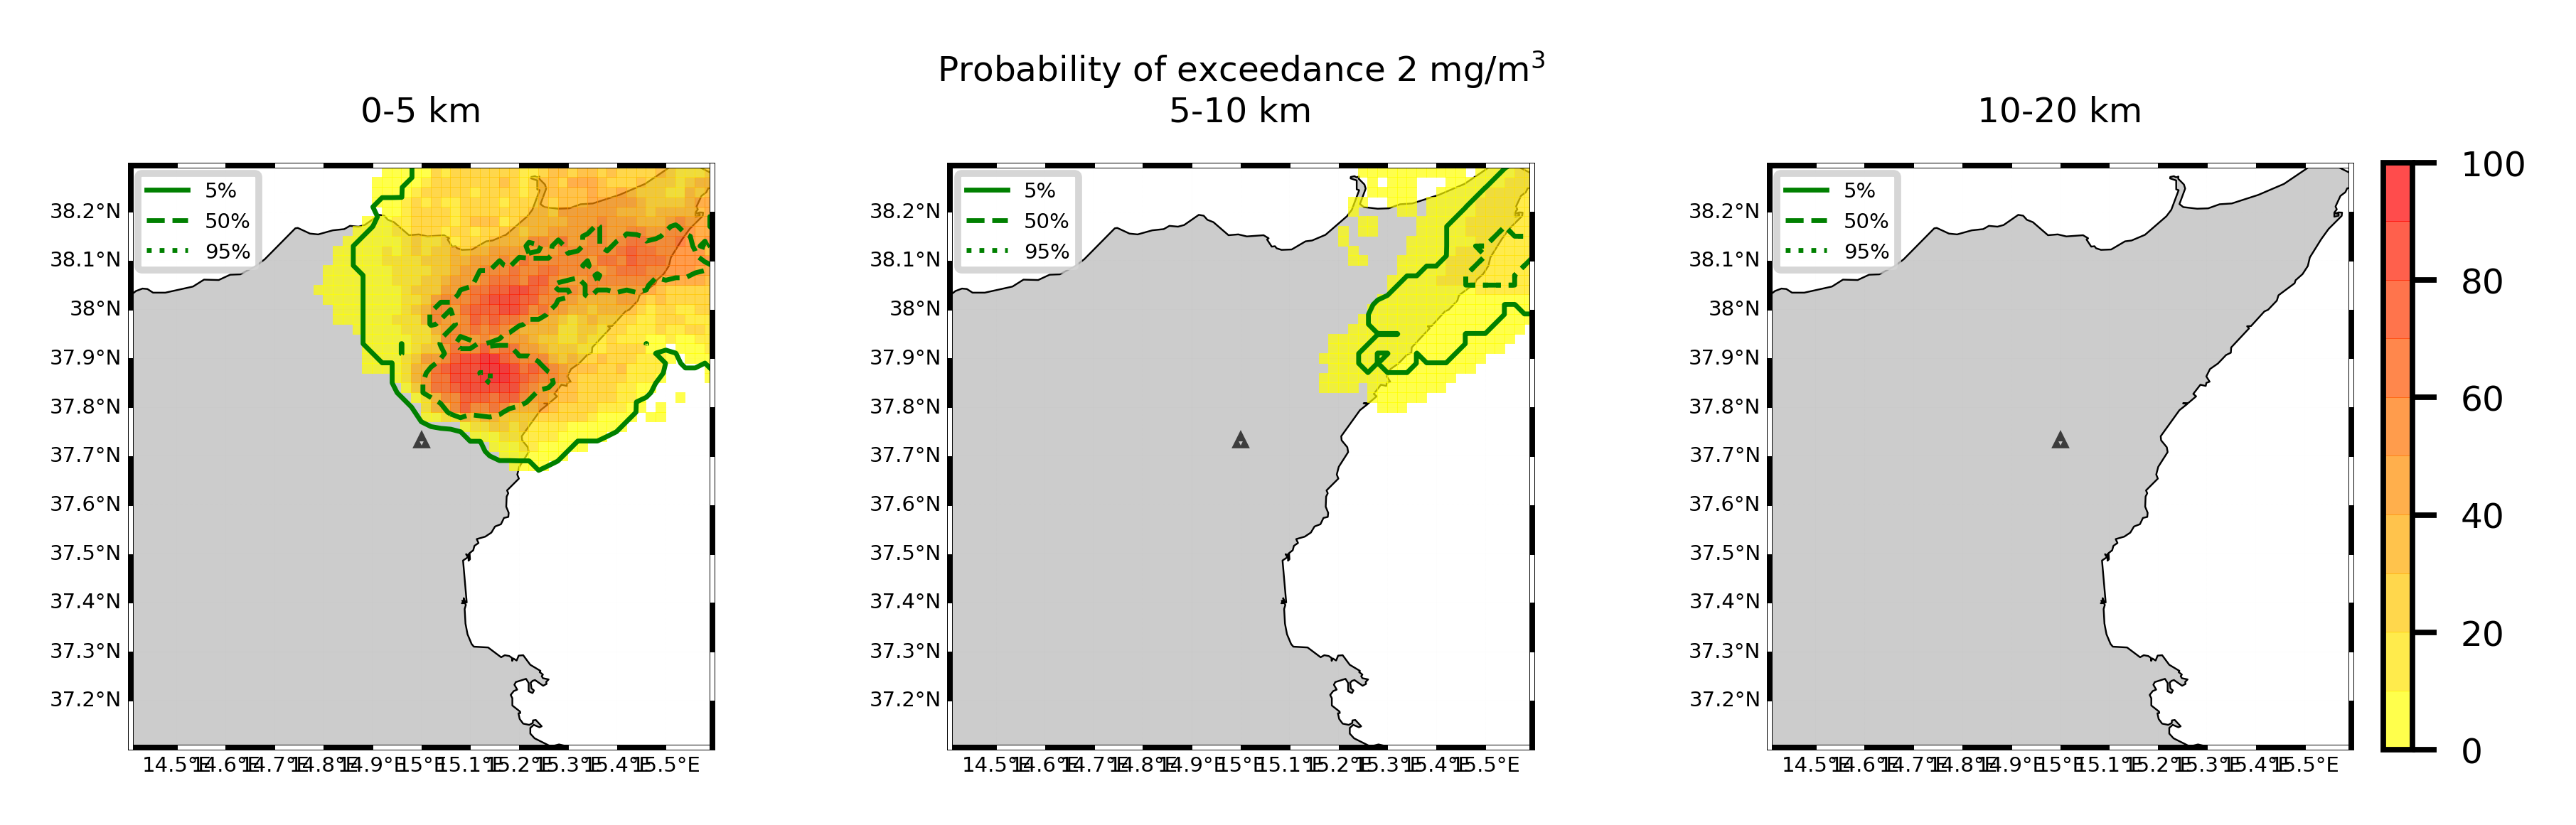 Probability of exceedance 2 mg/m³
0-5 km
5%
50%
95%
38.2°N
38.1°N
38°N
37.9°N
37.8°N
37.7°N
37.6°N
37.5°N
37.4°N
37.3°N
37.2°N
14.5°E 14.6°E 14.7°E 14.8°E 14.9°E 15°E 15.1°E 15.2°E 15.3°E 15.4°E 15.5°E
5-10 km
5%
50%
95%
38.2°N
38.1°N
38°N
37.9°N
37.8°N
37.7°N
37.6°N
37.5°N
37.4°N
37.3°N
37.2°N
14.5°E 14.6°E 14.7°E 14.8°E 14.9°E 15°E 15.1°E 15.2°E 15.3°E 15.4°E 15.5°E
10-20 km
5%
50%
95%
38.2°N
38.1°N
38°N
37.9°N
37.8°N
37.7°N
37.6°N
37.5°N
37.4°N
37.3°N
37.2°N
14.5°E 14.6°E 14.7°E 14.8°E 14.9°E 15°E 15.1°E 15.2°E 15.3°E 15.4°E 15.5°E
100
80
60
40
20
0